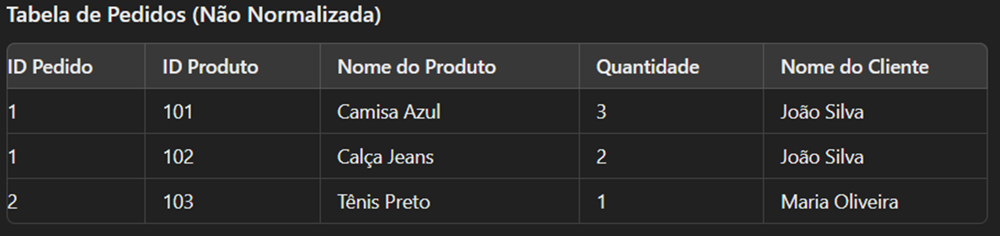 Tabela de Pedidos (Não Normalizada)
ID Pedido ID Produto Nome do Produto Quantidade Nome do Cliente
1 101 Camisa Azul 3 João Silva
1 102 Calça Jeans 2 João Silva
2 103 Tênis Preto 1 Maria Oliveira